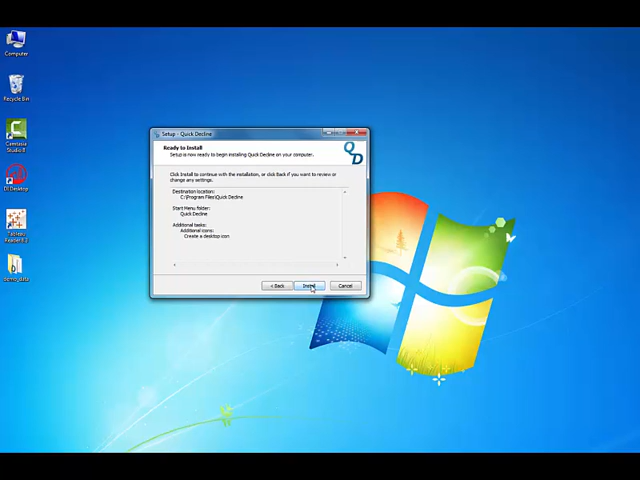 Computer
Recycle Bin
Camtasia
Studio 8
DI Desktop
Tableau
Reader 8.3
demo_data
Setup - Quick Decline
Ready to Install
Setup is now ready to begin installing Quick Decline on your computer.
QD
Click Install to continue with the installation, or click Back if you want to review or
change any settings.
Destination location:
C:\Program Files\Quick Decline
Start Menu folder:
Quick Decline
Additional tasks:
Additional icons:
Create a desktop icon
< Back
Install
Cancel